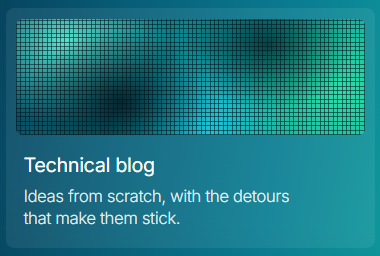 Technical blog
Ideas from scratch, with the detours
that make them stick.